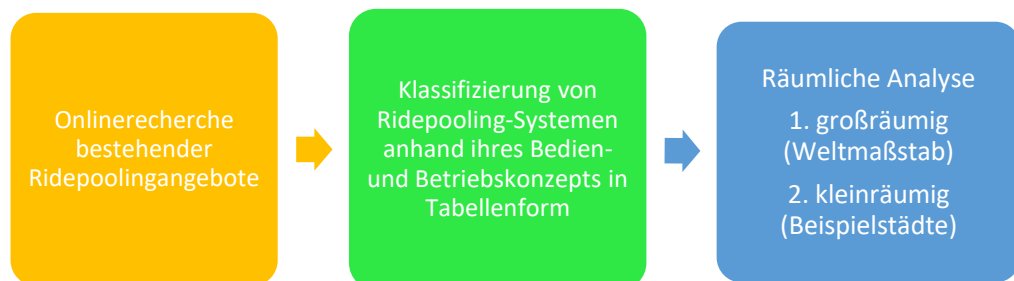 Onlinerecherche
bestehender
Ridepoolingangebote
Klassifizierung von
Ridepooling-Systemen
anhand ihres Bedien-
und Betriebskonzepts in
Tabellenform
Räumliche Analyse
1. großräumig
(Weltmaßstab)
2. kleinräumig
(Beispielstädte)